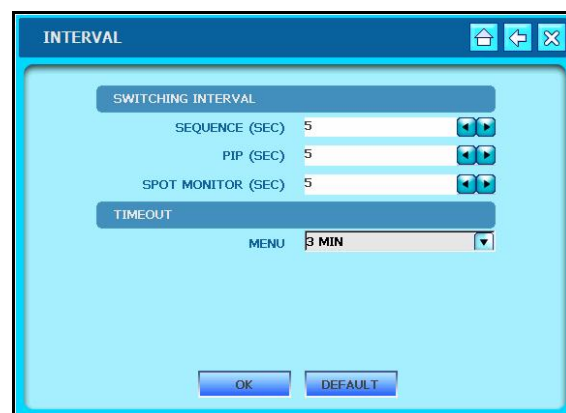 INTERVAL
SWITCHING INTERVAL
SEQUENCE (SEC) 5
PIP (SEC) 5
SPOT MONITOR (SEC) 5
TIMEOUT
MENU 3 MIN
OK DEFAULT